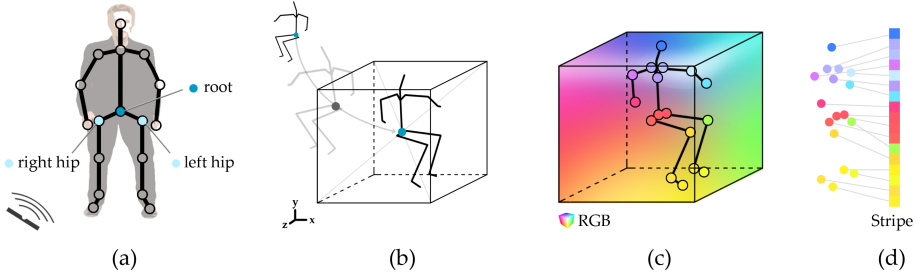 root
right hip
left hip
y
z
x
RGB
Stripe
(a)
(b)
(c)
(d)